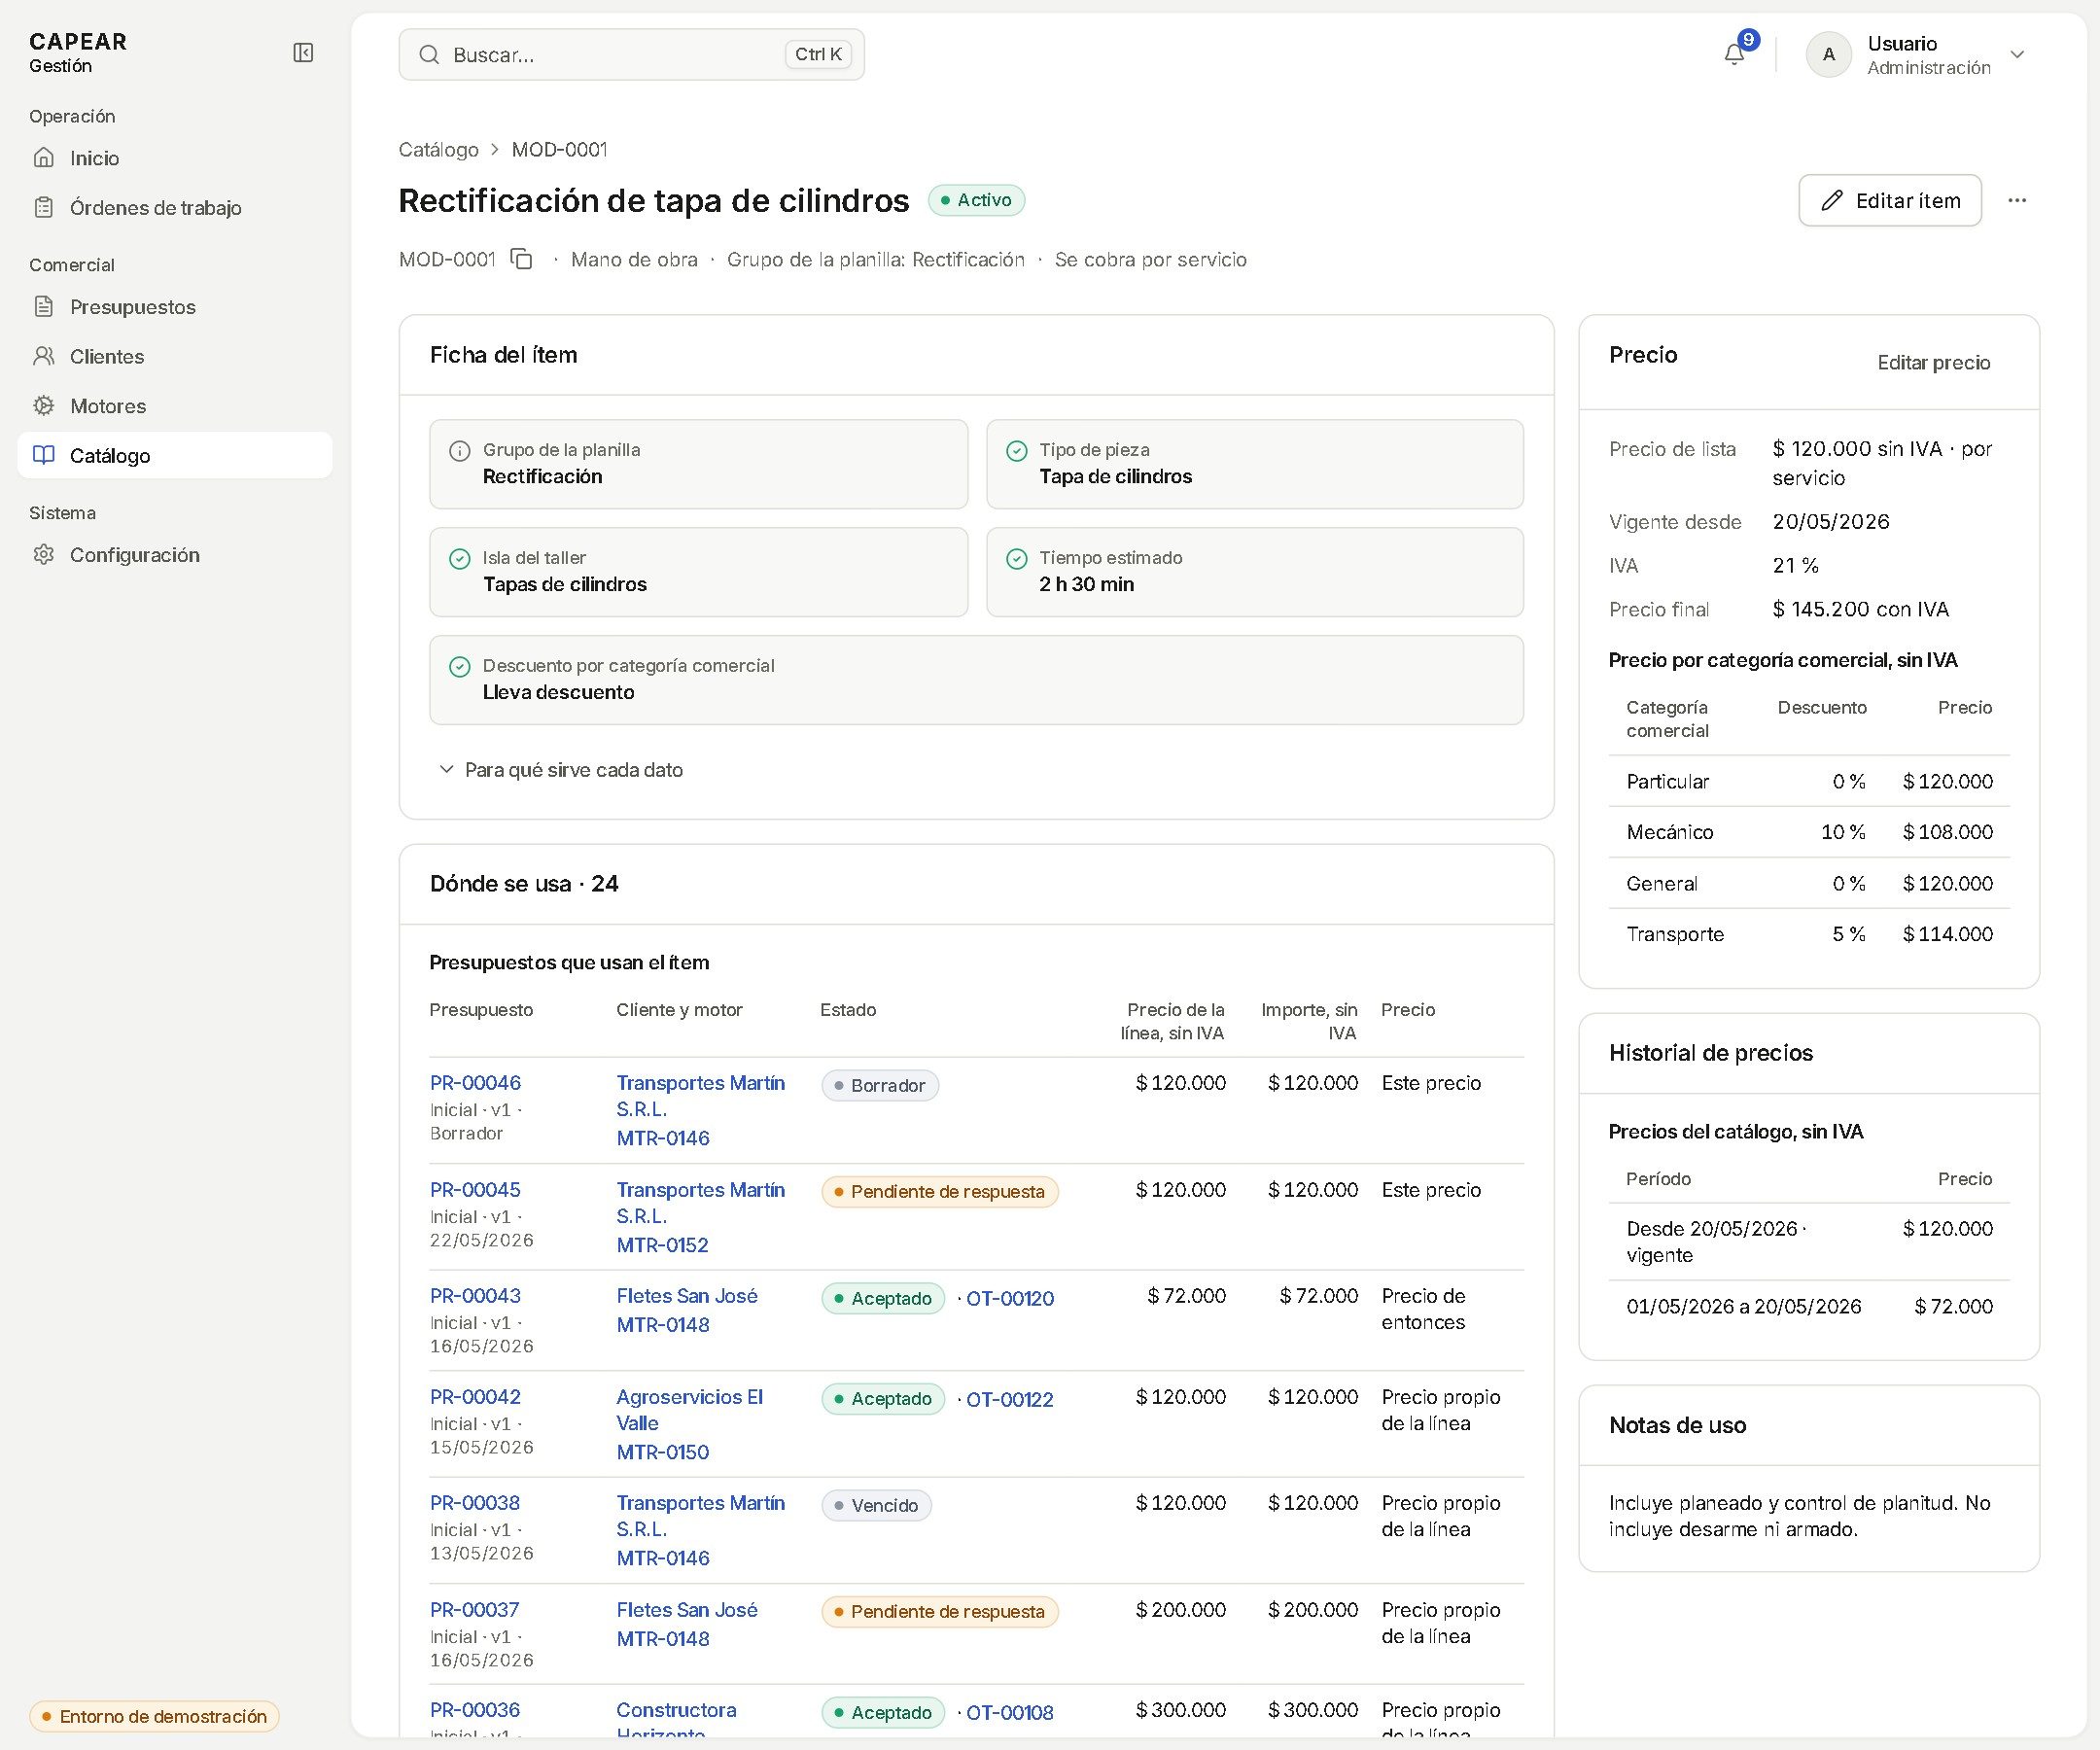 CAPEAR
Gestión
Operación
Inicio
Órdenes de trabajo
Comercial
Presupuestos
Clientes
Motores
Catálogo
Sistema
Configuración
Entorno de demostración
Buscar...
Ctrl K
9
A
Usuario
Administración
Catálogo > MOD-0001
Rectificación de tapa de cilindros
Activo
Editar ítem
MOD-0001 · Mano de obra · Grupo de la planilla: Rectificación · Se cobra por servicio
Ficha del ítem
Grupo de la planilla
Rectificación
Tipo de pieza
Tapa de cilindros
Isla del taller
Tapas de cilindros
Tiempo estimado
2 h 30 min
Descuento por categoría comercial
Lleva descuento
Para qué sirve cada dato
Dónde se usa · 24
Presupuestos que usan el ítem
Presupuesto Cliente y motor Estado Precio de la línea, sin IVA Importe, sin IVA Precio
PR-00046
Inicial · v1 ·
Borrador
Transportes Martín
S.R.L.
MTR-0146
Borrador
$ 120.000
$ 120.000
Este precio
PR-00045
Inicial · v1 ·
22/05/2026
Transportes Martín
S.R.L.
MTR-0152
Pendiente de respuesta
$ 120.000
$ 120.000
Este precio
PR-00043
Inicial · v1 ·
16/05/2026
Fletes San José
MTR-0148
Aceptado · OT-00120
$ 72.000
$ 72.000
Precio de
entonces
PR-00042
Inicial · v1 ·
15/05/2026
Agroservicios El
Valle
MTR-0150
Aceptado · OT-00122
$ 120.000
$ 120.000
Precio propio
de la línea
PR-00038
Inicial · v1 ·
13/05/2026
Transportes Martín
S.R.L.
MTR-0146
Vencido
$ 120.000
$ 120.000
Precio propio
de la línea
PR-00037
Inicial · v1 ·
16/05/2026
Fletes San José
MTR-0148
Pendiente de respuesta
$ 200.000
$ 200.000
Precio propio
de la línea
PR-00036
Inicial · v1 ·
Constructora
Horizonte
Aceptado · OT-00108
$ 300.000
$ 300.000
Precio propio
de la línea
Precio
Editar precio
Precio de lista $ 120.000 sin IVA · por
servicio
Vigente desde 20/05/2026
IVA 21 %
Precio final $ 145.200 con IVA
Precio por categoría comercial, sin IVA
Categoría comercial Descuento Precio
Particular 0 % $ 120.000
Mecánico 10 % $ 108.000
General 0 % $ 120.000
Transporte 5 % $ 114.000
Historial de precios
Precios del catálogo, sin IVA
Período Precio
Desde 20/05/2026 ·
vigente
$ 120.000
01/05/2026 a 20/05/2026 $ 72.000
Notas de uso
Incluye planeado y control de planitud. No
incluye desarme ni armado.